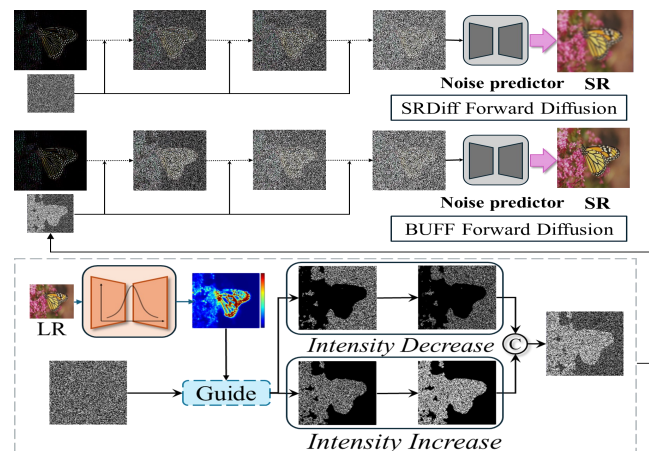 Noise predictor SR
SRDiff Forward Diffusion
Noise predictor SR
BUFF Forward Diffusion
LR
Intensity Decrease
C
Guide
Intensity Increase